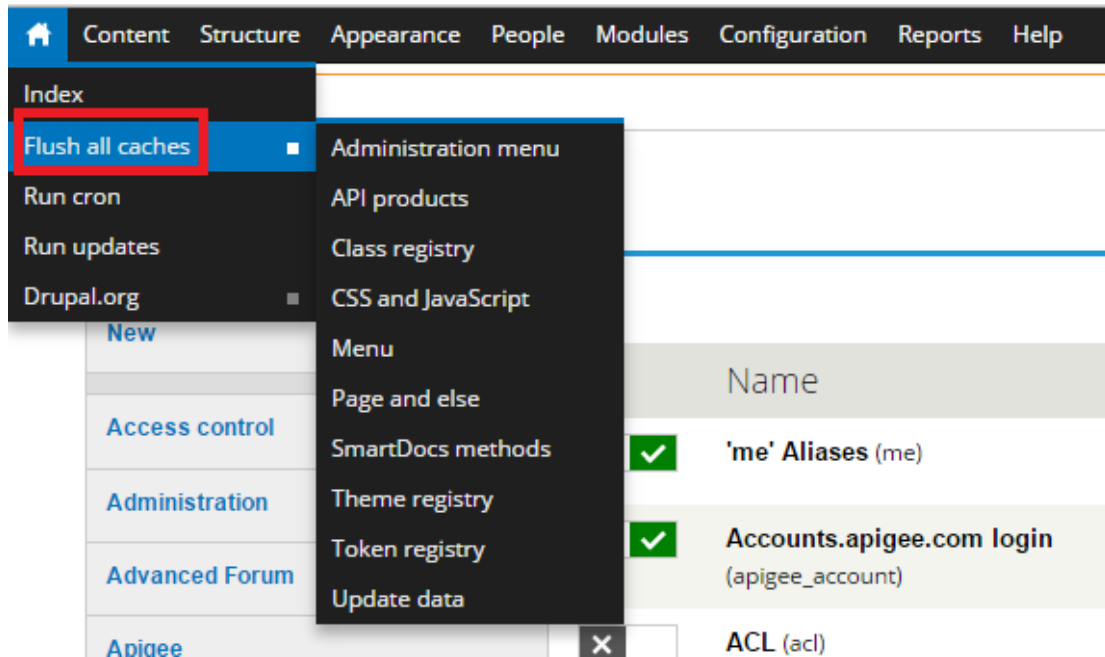 Content Structure Appearance People Modules Configuration Reports Help
Index
Flush all caches
Run cron
Run updates
Drupal.org
Administration menu
API products
Class registry
CSS and JavaScript
Menu
Page and else
SmartDocs methods
Theme registry
Token registry
Update data
New
Access control
Administration
Advanced Forum
Apigee
Name
'me' Aliases (me)
Accounts.apigee.com login
(apigee_account)
ACL (acl)